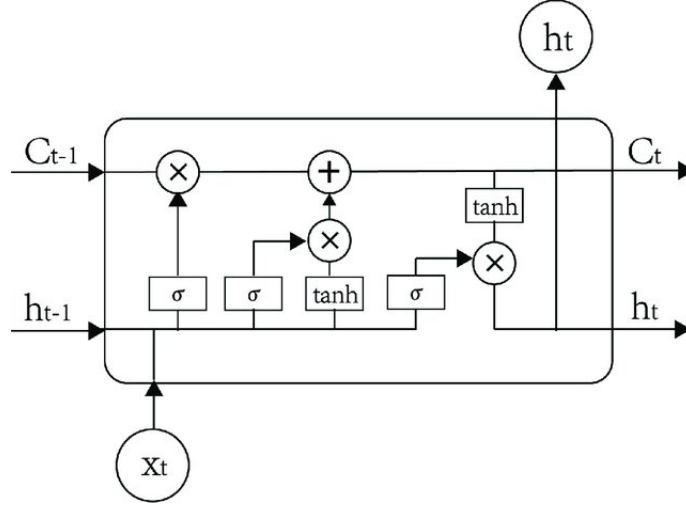 ht
Ct-1 × + Ct
tanh
× ×
σ σ tanh σ
ht-1 ht
xt